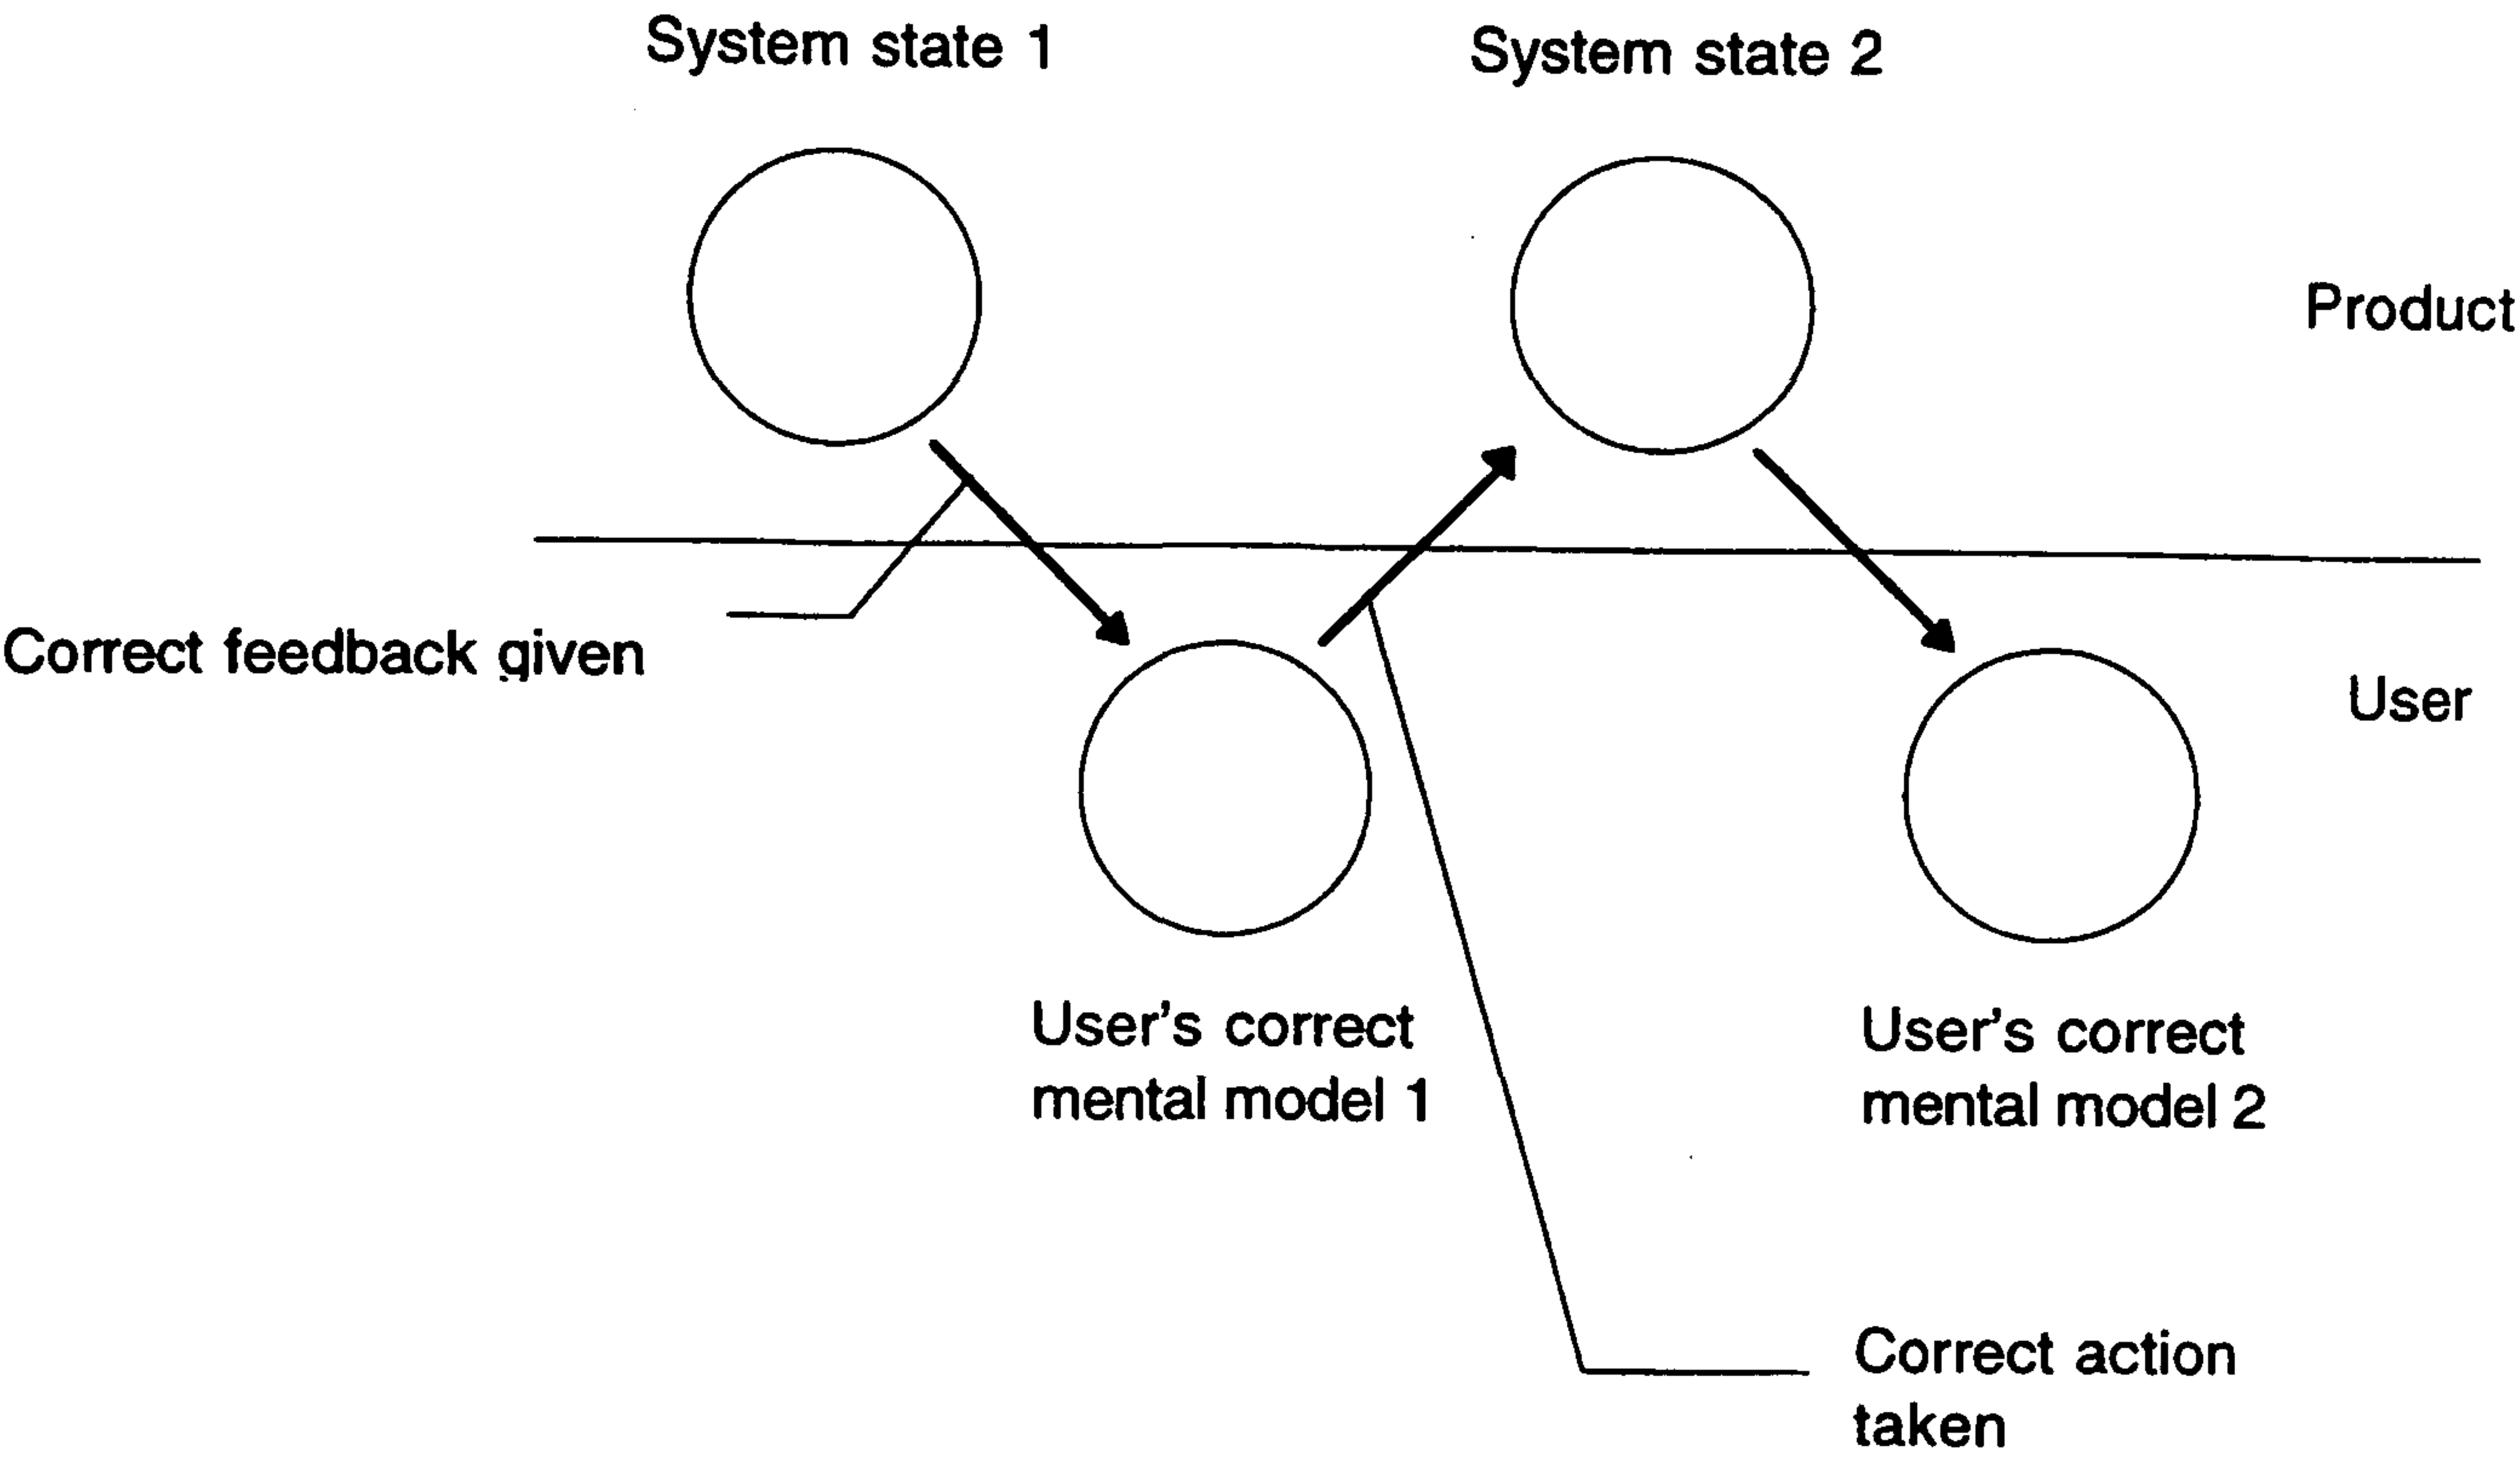 System state 1
System state 2
Product
Correct feedback given
User
User's correct
mental model 1
User's correct
mental model 2
Correct action
taken